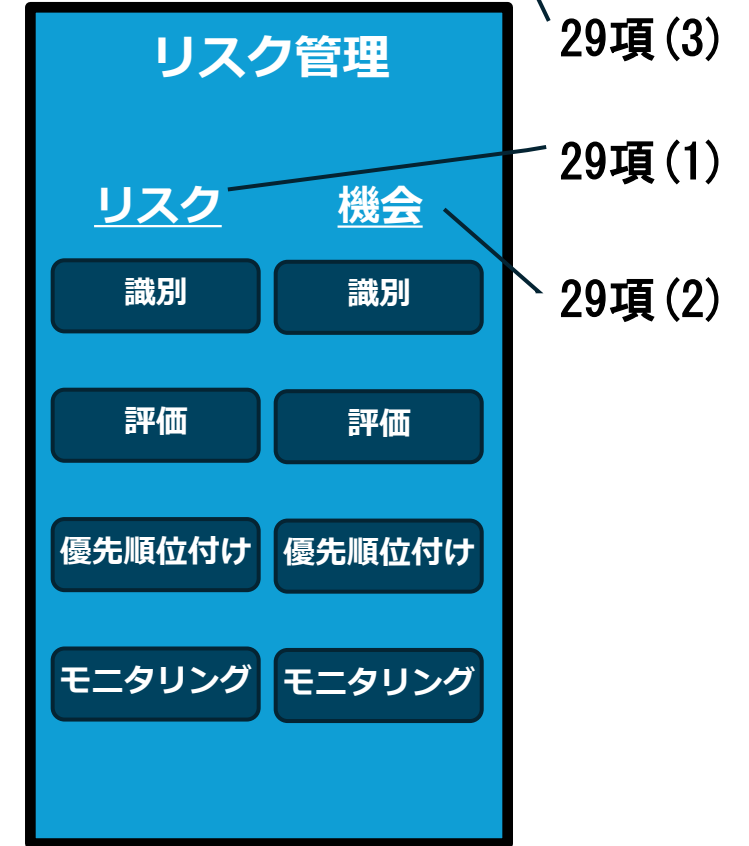 リスク管理
29項(3)
29項(1)
リスク 機会
29項(2)
識別 識別
評価 評価
優先順位付け 優先順位付け
モニタリング モニタリング